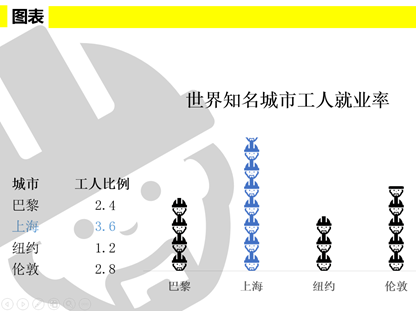 图表
世界知名城市工人就业率
城市 工人比例
巴黎 2.4
上海 3.6
纽约 1.2
伦敦 2.8
巴黎 上海 纽约 伦敦